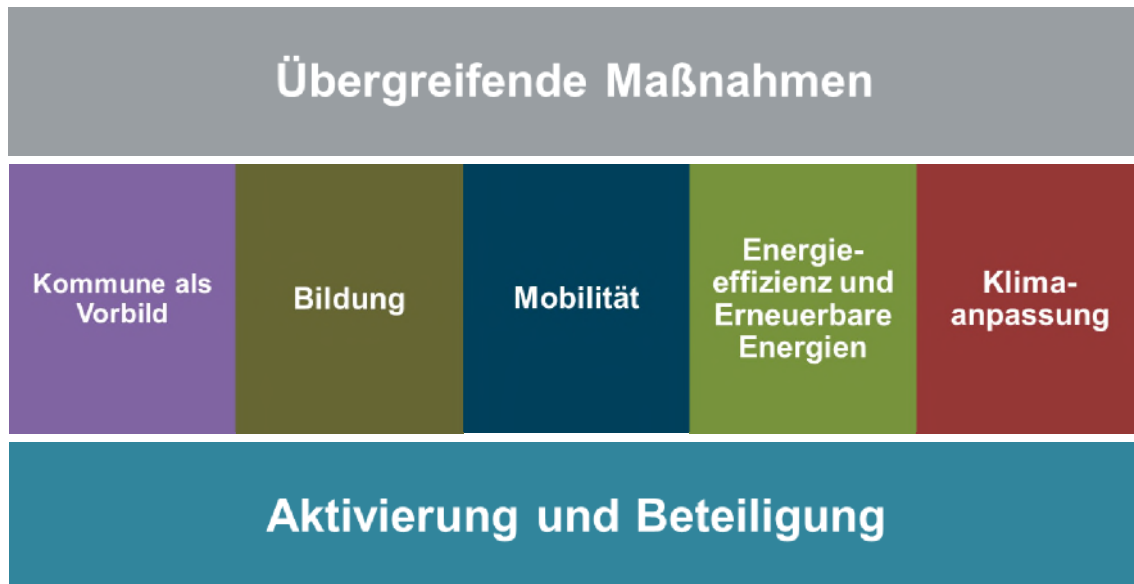 Übergreifende Maßnahmen
Kommune als
Vorbild
Bildung
Mobilität
Energie-
effizienz und
Erneuerbare
Energien
Klima-
anpassung
Aktivierung und Beteiligung